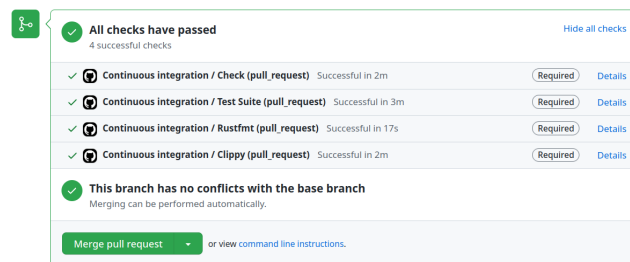 All checks have passed
Hide all checks
4 successful checks
Continuous integration / Check (pull_request) Successful in 2m Required Details
Continuous integration / Test Suite (pull_request) Successful in 3m Required Details
Continuous integration / Rustfmt (pull_request) Successful in 17s Required Details
Continuous integration / Clippy (pull_request) Successful in 2m Required Details
This branch has no conflicts with the base branch
Merging can be performed automatically.
Merge pull request or view command line instructions.